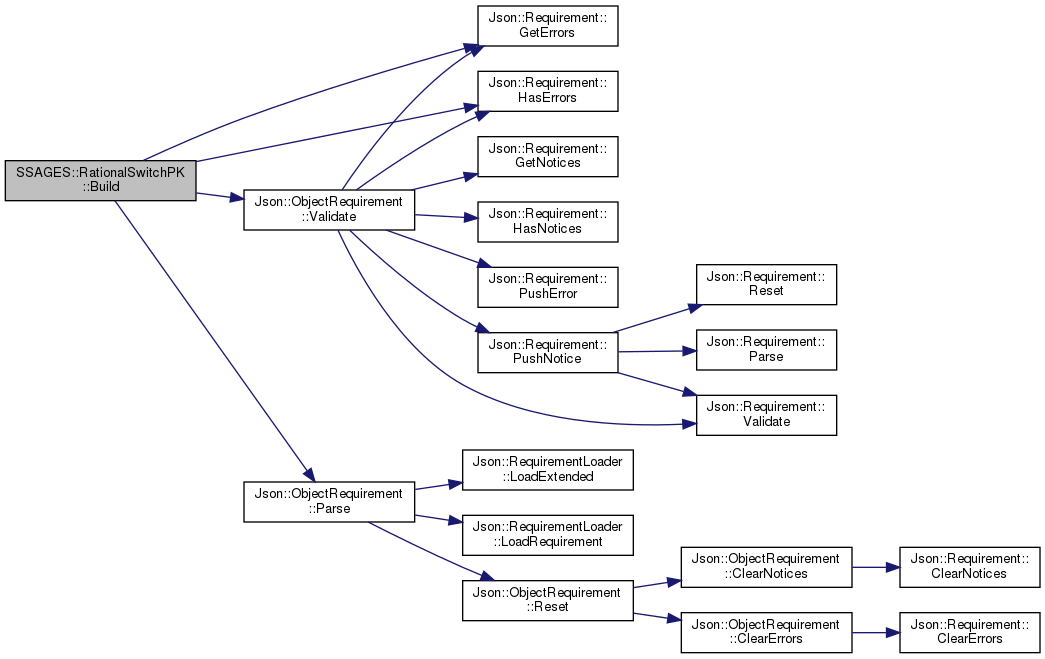 Json::Requirement::
GetErrors
Json::Requirement::
HasErrors
SSAGES::RationalSwitchPK
::Build
Json::Requirement::
GetNotices
Json::ObjectRequirement
::Validate
Json::Requirement::
HasNotices
Json::Requirement::
PushError
Json::Requirement::
Reset
Json::Requirement::
PushNotice
Json::Requirement::
Parse
Json::Requirement::
Validate
Json::RequirementLoader
::LoadExtended
Json::ObjectRequirement
::Parse
Json::RequirementLoader
::LoadRequirement
Json::ObjectRequirement
::ClearNotices
Json::Requirement::
ClearNotices
Json::ObjectRequirement
::Reset
Json::ObjectRequirement
::ClearErrors
Json::Requirement::
ClearErrors